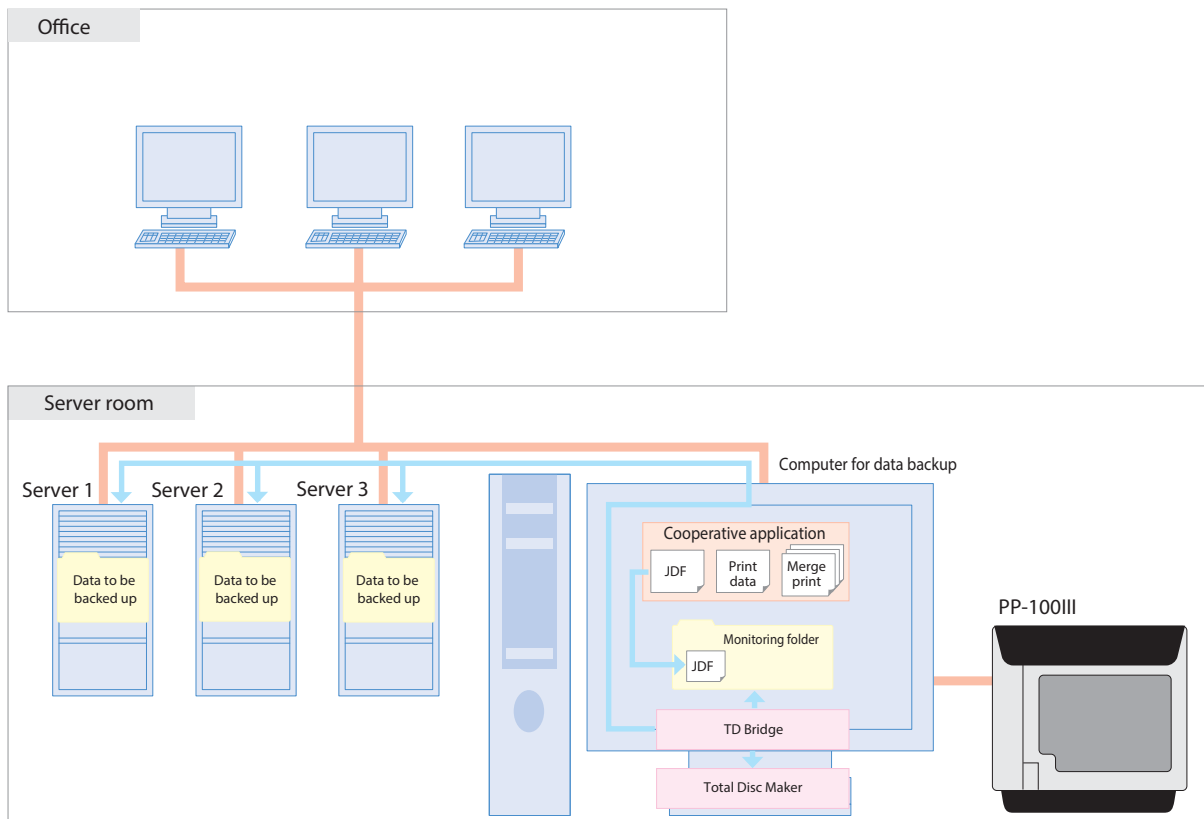 Office
Server room
Computer for data backup
Server 1
Server 2
Server 3
Cooperative application
JDF
Print
data
Merge
print
Data to be
backed up
Data to be
backed up
Data to be
backed up
PP-100III
Monitoring folder
JDF
TD Bridge
Total Disc Maker